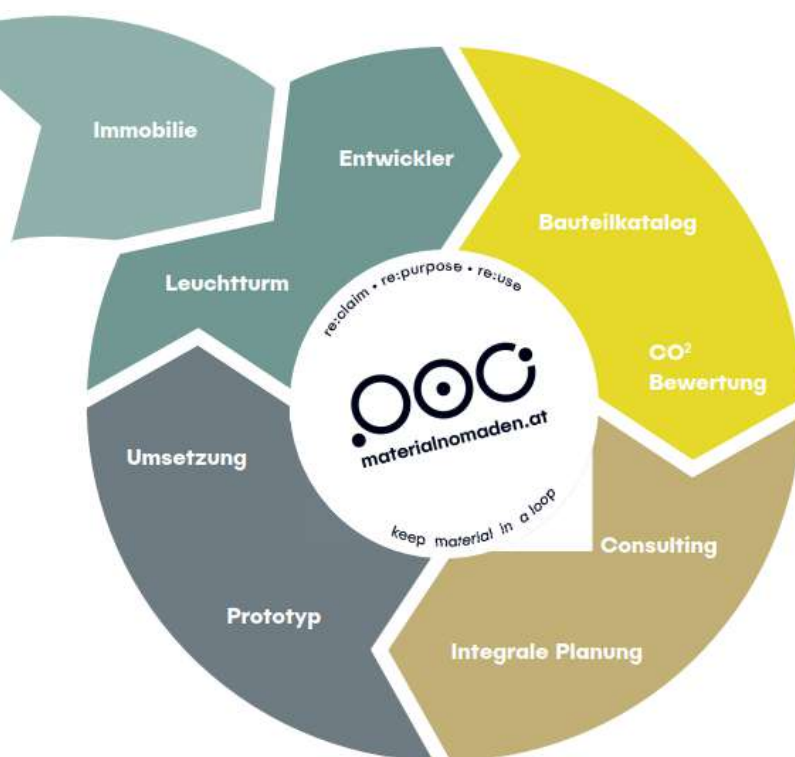 Immobilie
Entwickler
Leuchtturm
Bauteilkatalog
CO²
Bewertung
re:claim • re:purpose • re:use
materialnomaden.at
keep material in a loop
Umsetzung
Consulting
Prototyp
Integrale Planung